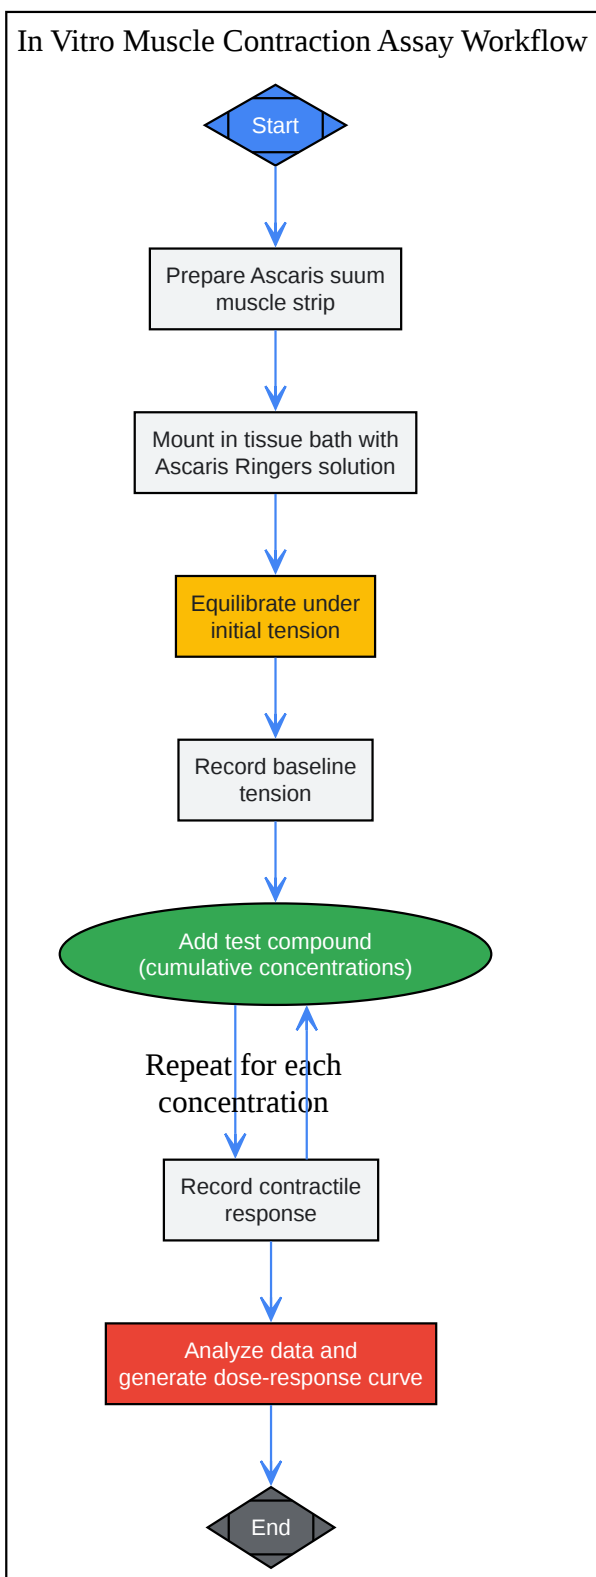 In Vitro Muscle Contraction Assay Workflow
Start
Prepare Ascaris suum
muscle strip
Mount in tissue bath with
Ascaris Ringers solution
Equilibrate under
initial tension
Record baseline
tension
Add test compound
(cumulative concentrations)
Repeat for each
concentration
Record contractile
response
Analyze data and
generate dose-response curve
End